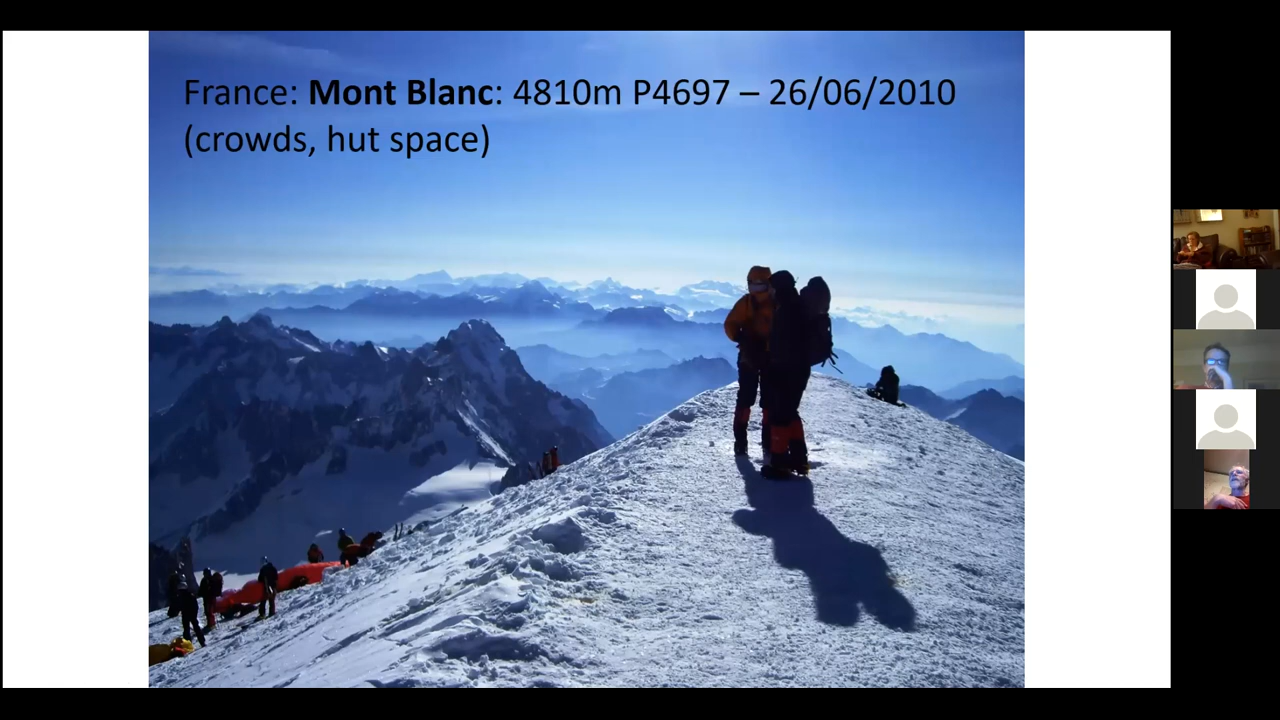 France: Mont Blanc: 4810m P4697 – 26/06/2010
(crowds, hut space)